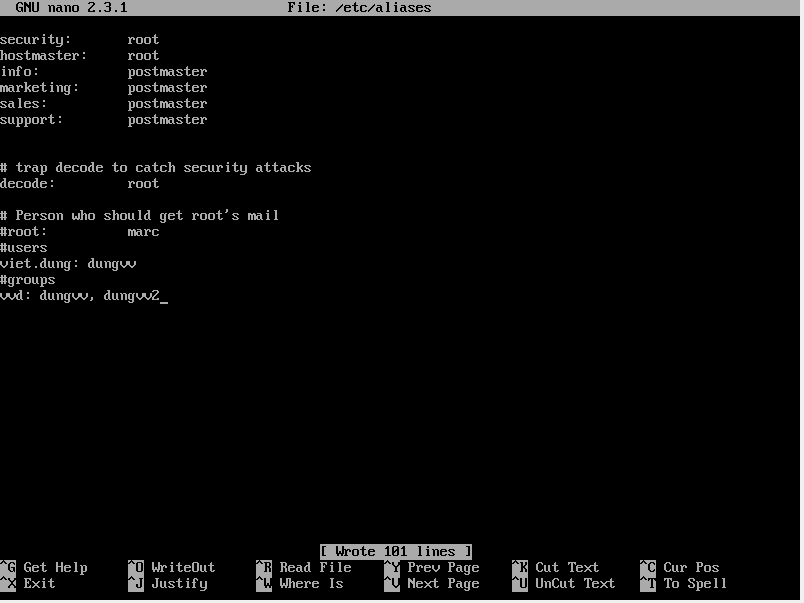 GNU nano 2.3.1 File: /etc/aliases
security: root
hostmaster: root
info: postmaster
marketing: postmaster
sales: postmaster
support: postmaster
# trap decode to catch security attacks
decode: root
# Person who should get root's mail
#root: marc
#users
viet.dung: dungvv
#groups
vvd: dungvv, dungvv2_
[ Wrote 101 lines ]
^G Get Help ^O WriteOut ^R Read File ^Y Prev Page ^K Cut Text ^C Cur Pos
^X Exit ^J Justify ^W Where Is ^V Next Page ^U UnCut Text ^T To Spell